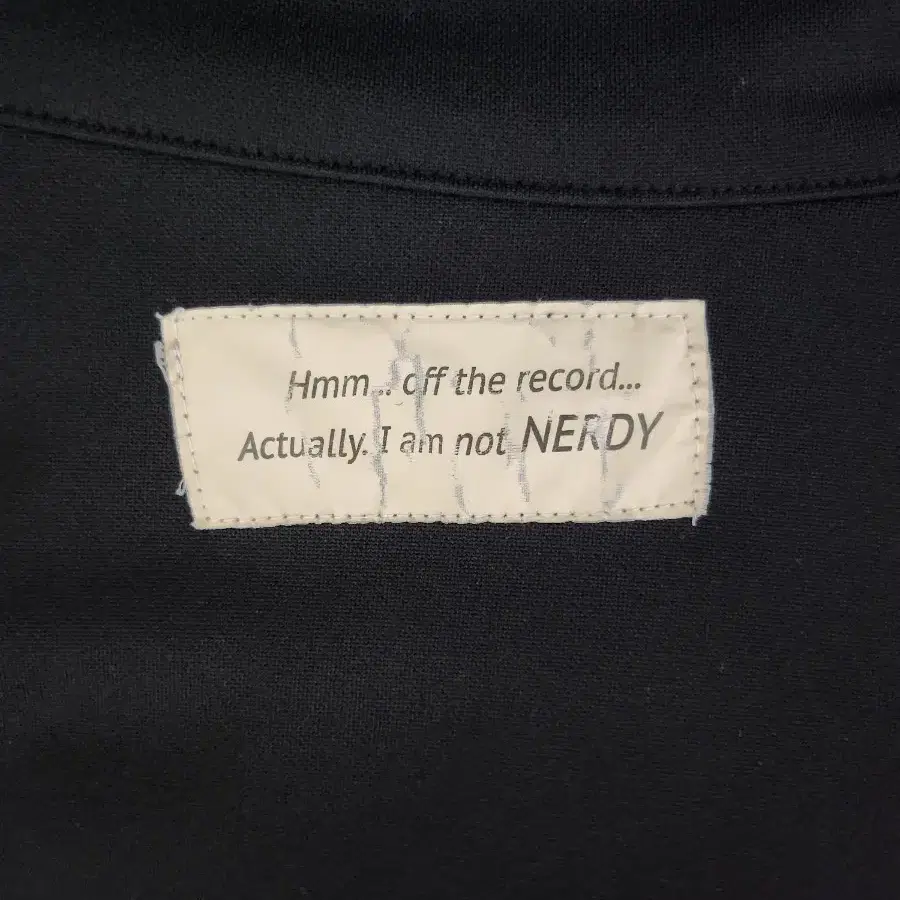 Hmm... off the record...
Actually. I am not NERDY